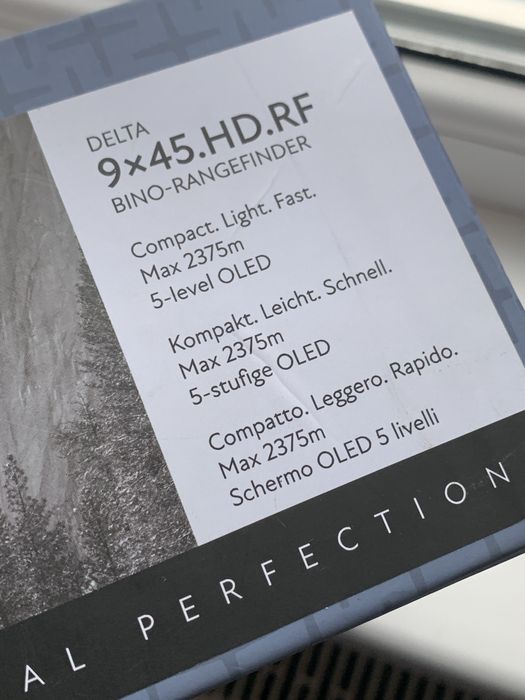 DELTA
9×45.HD.RF
BINO-RANGEFINDER
Compact. Light. Fast.
Max 2375m
5-level OLED
Kompakt. Leicht. Schnell.
Max 2375m
5-stufige OLED
Compatto. Leggero. Rapido.
Max 2375m
Schermo OLED 5 livelli
AL PERFECTION